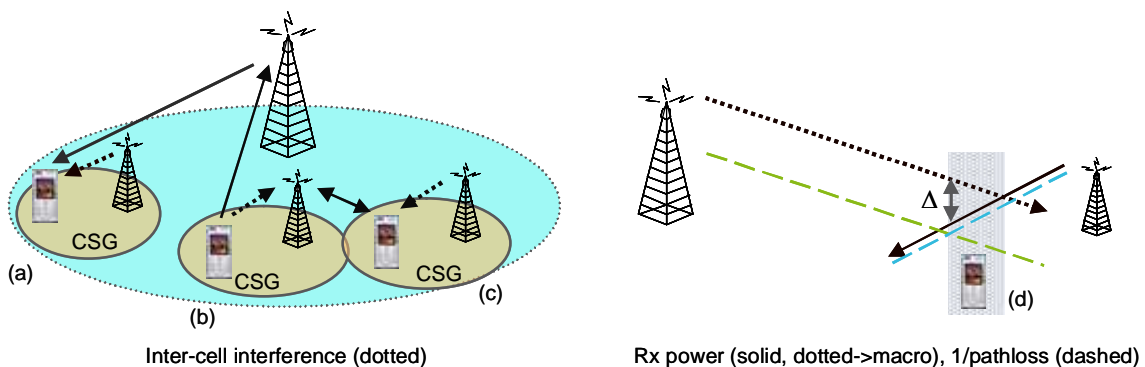 CSG
(a)
CSG
(b)
CSG
(c)
Inter-cell interference (dotted)
Δ
(d)
Rx power (solid, dotted->macro), 1/pathloss (dashed)